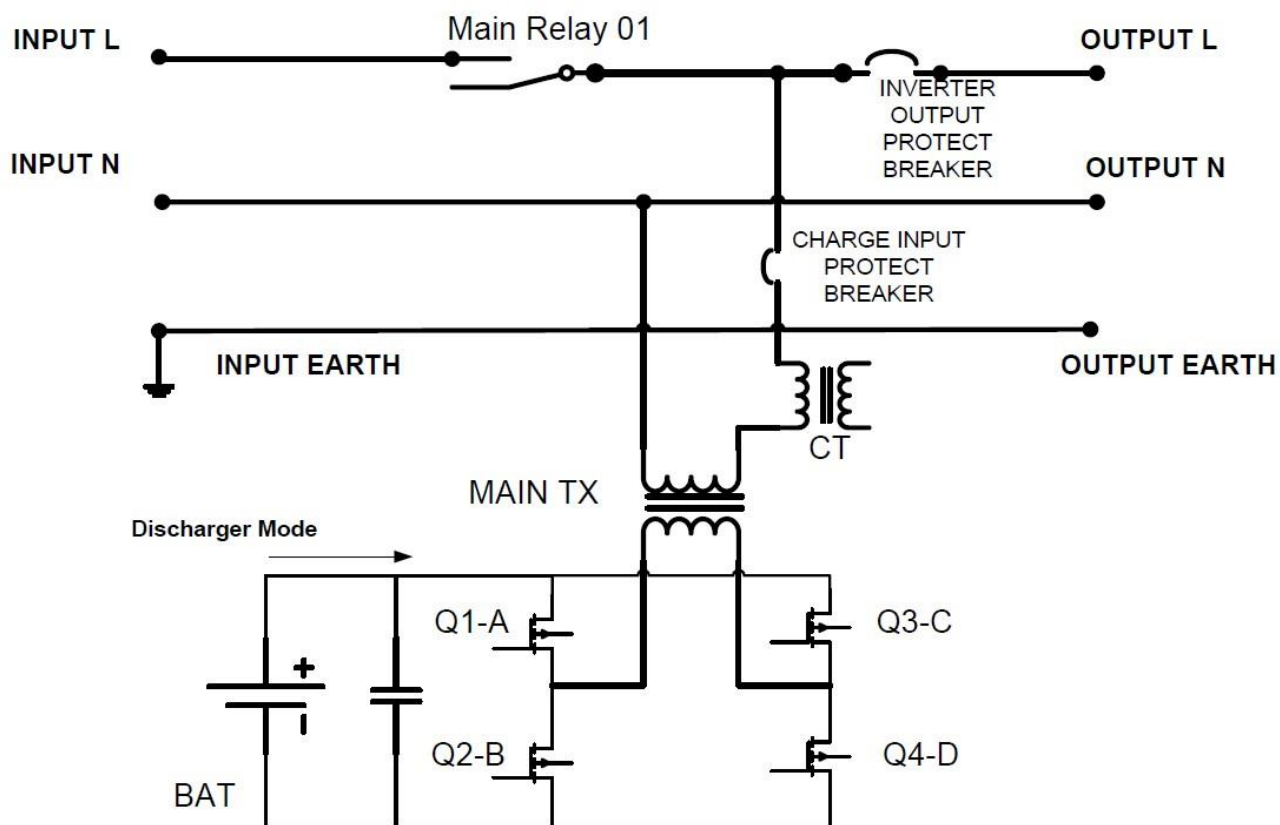 Main Relay 01
INPUT L
OUTPUT L
INVERTER
OUTPUT
PROTECT
BREAKER
INPUT N
OUTPUT N
CHARGE INPUT
PROTECT
BREAKER
INPUT EARTH
OUTPUT EARTH
CT
MAIN TX
Discharger Mode
Q1-A
Q3-C
+
Q2-B
Q4-D
BAT